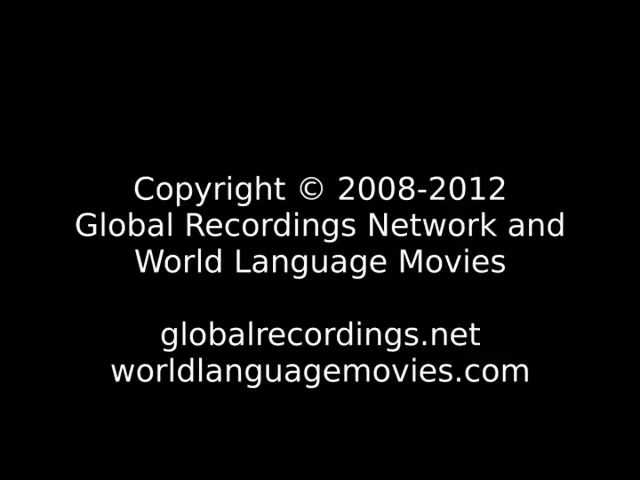 Copyright © 2008-2012
Global Recordings Network and
World Language Movies
globalrecordings.net
worldlanguagemovies.com